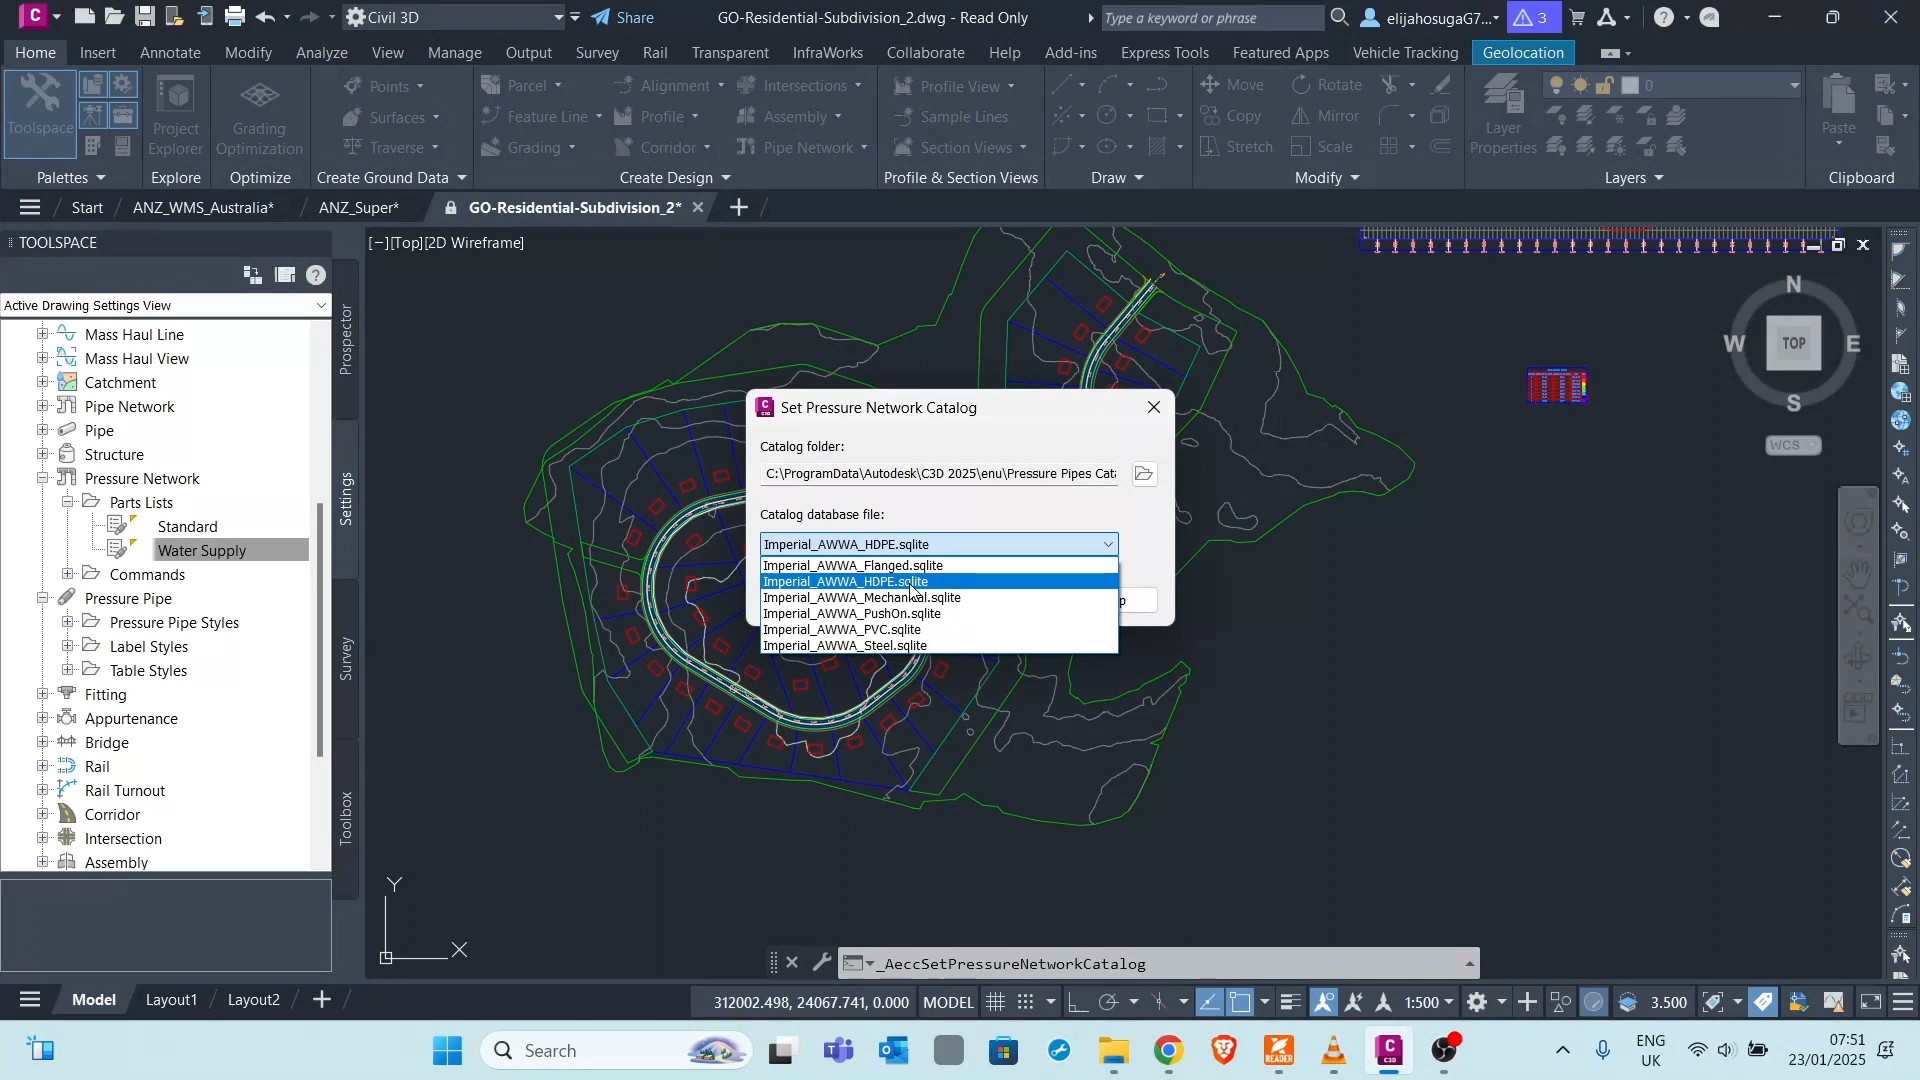 Civil 3D
Share
GO-Residential-Subdivision_2.dwg - Read Only
Type a keyword or phrase
elijahosugaG7...
3
Home Insert Annotate Modify Analyze View Manage Output Survey Rail Transparent InfraWorks Collaborate Help Add-ins Express Tools Featured Apps Vehicle Tracking Geolocation
Points Parcel Alignment Intersections Profile View Move Rotate 0
Toolspace Project Explorer Grading Optimization Surfaces Feature Line Profile Assembly Sample Lines Copy Mirror Layer Properties Paste
Traverse Grading Corridor Pipe Network Section Views Stretch Scale
Palettes Explore Optimize Create Ground Data Create Design Profile & Section Views Draw Modify Layers Clipboard
Start ANZ_WMS_Australia* ANZ_Super* GO-Residential-Subdivision_2*
TOOLSPACE
[−][Top][2D Wireframe]
Active Drawing Settings View
Mass Haul Line
Mass Haul View
Catchment
Pipe Network
Pipe
Structure
Pressure Network
Parts Lists
Standard
Water Supply
Commands
Pressure Pipe
Pressure Pipe Styles
Label Styles
Table Styles
Fitting
Appurtenance
Bridge
Rail
Rail Turnout
Corridor
Intersection
Assembly
Prospector
Settings
Survey
Toolbox
Set Pressure Network Catalog
Catalog folder:
C:\ProgramData\Autodesk\C3D 2025\enu\Pressure Pipes Cata
Catalog database file:
Imperial_AWWA_HDPE.sqlite
Imperial_AWWA_Flanged.sqlite
Imperial_AWWA_HDPE.sqlite
Imperial_AWWA_Mechanical.sqlite
Imperial_AWWA_PushOn.sqlite
Imperial_AWWA_PVC.sqlite
Imperial_AWWA_Steel.sqlite
p
N
W TOP E
S
WCS
Y
X
_AeccSetPressureNetworkCatalog
Model Layout1 Layout2
312002.498, 24067.741, 0.000 MODEL 1:500 3.500
Search
READER
C3D
ENG
UK
07:51
23/01/2025